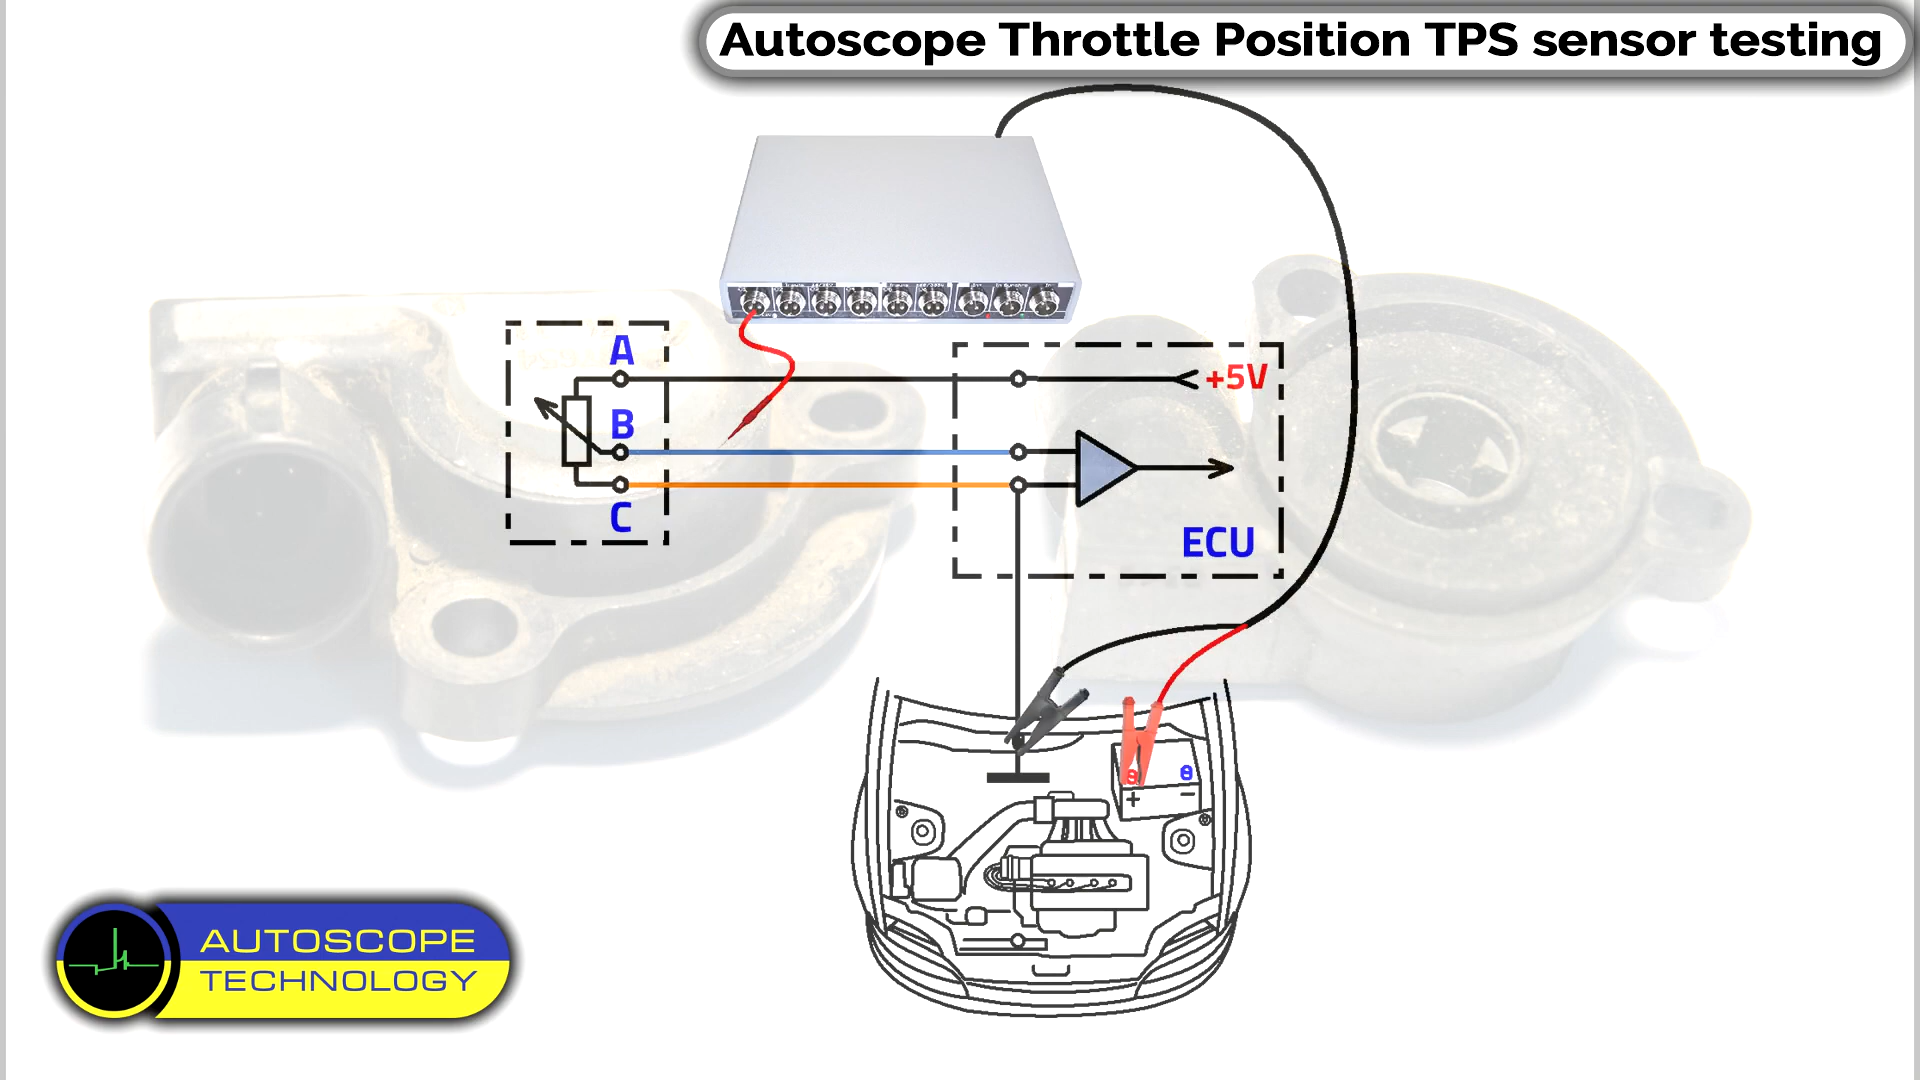 Autoscope Throttle Position TPS sensor testing
A
+5V
B
C
ECU
+ −
AUTOSCOPE
TECHNOLOGY